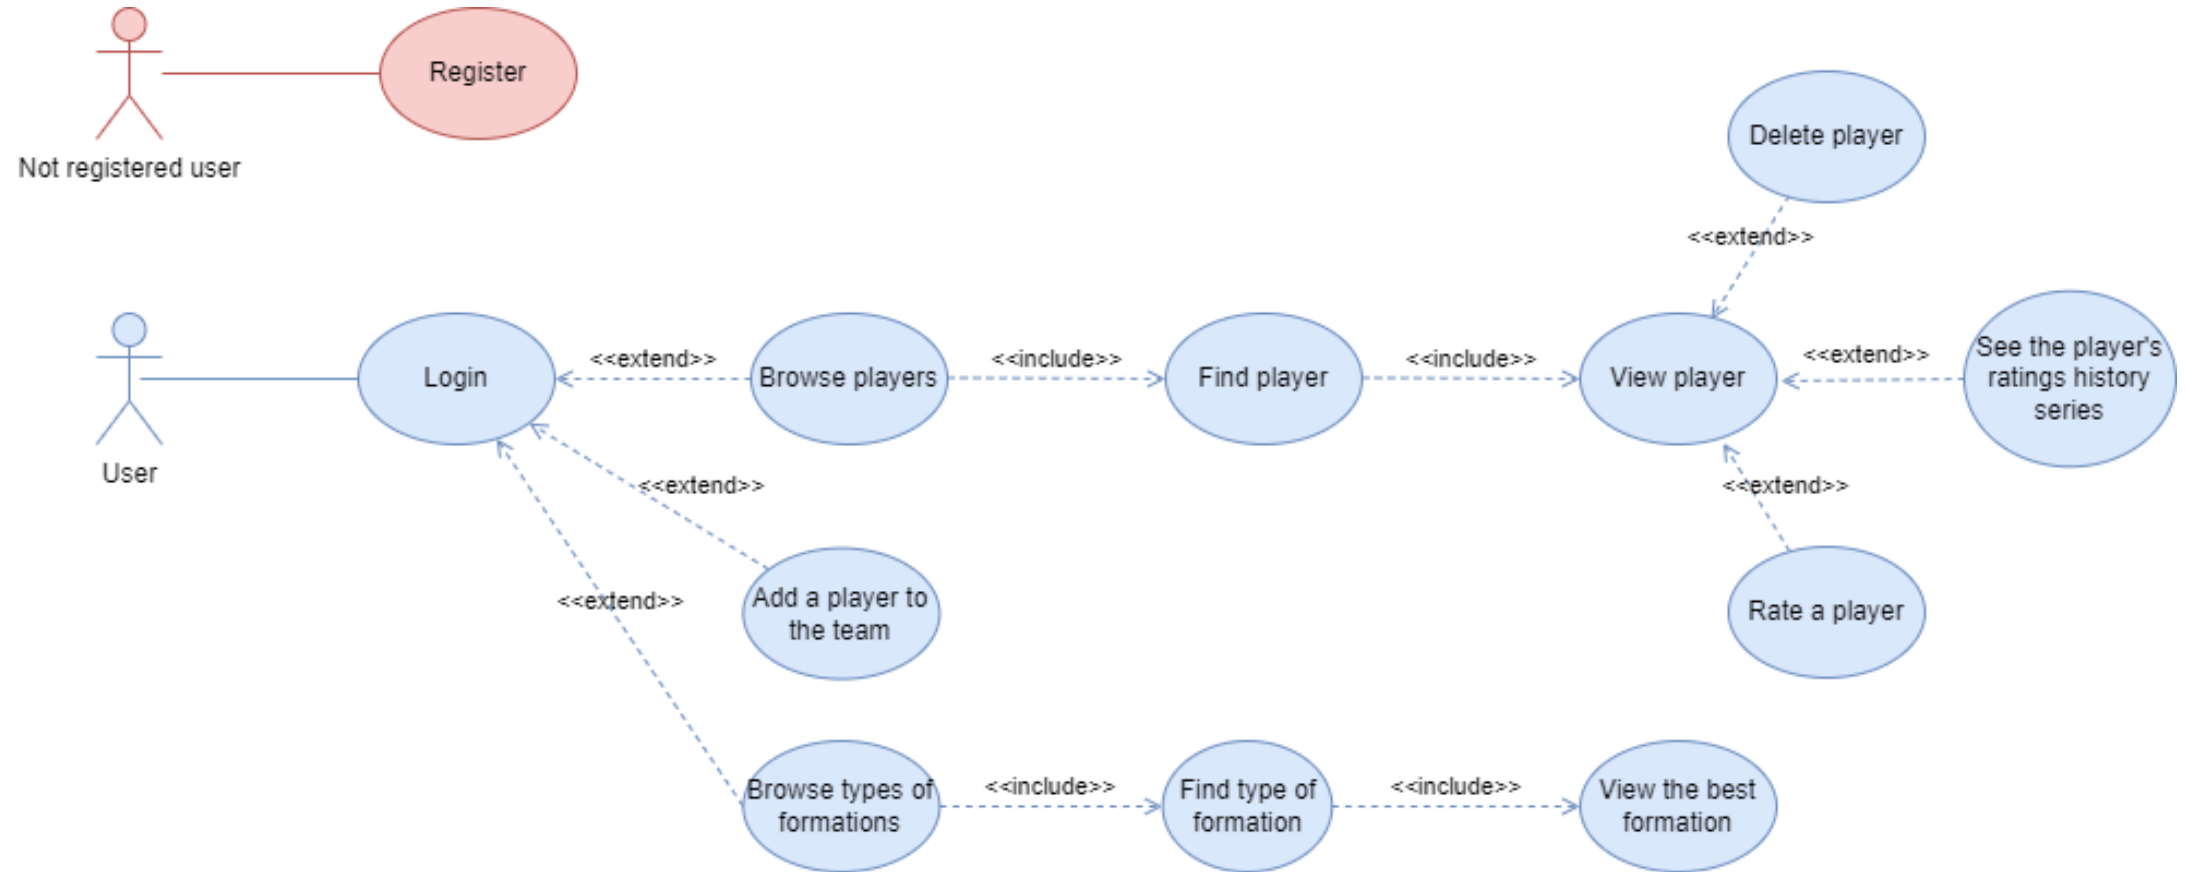 Register
Not registered user
Delete player
<<extend>>
Login
<<extend>>
Browse players
<<include>>
Find player
<<include>>
View player
<<extend>>
See the player's
ratings history
series
User
<<extend>>
<<extend>>
<<extend>>
Add a player to
the team
Rate a player
Browse types of
formations
<<include>>
Find type of
formation
<<include>>
View the best
formation